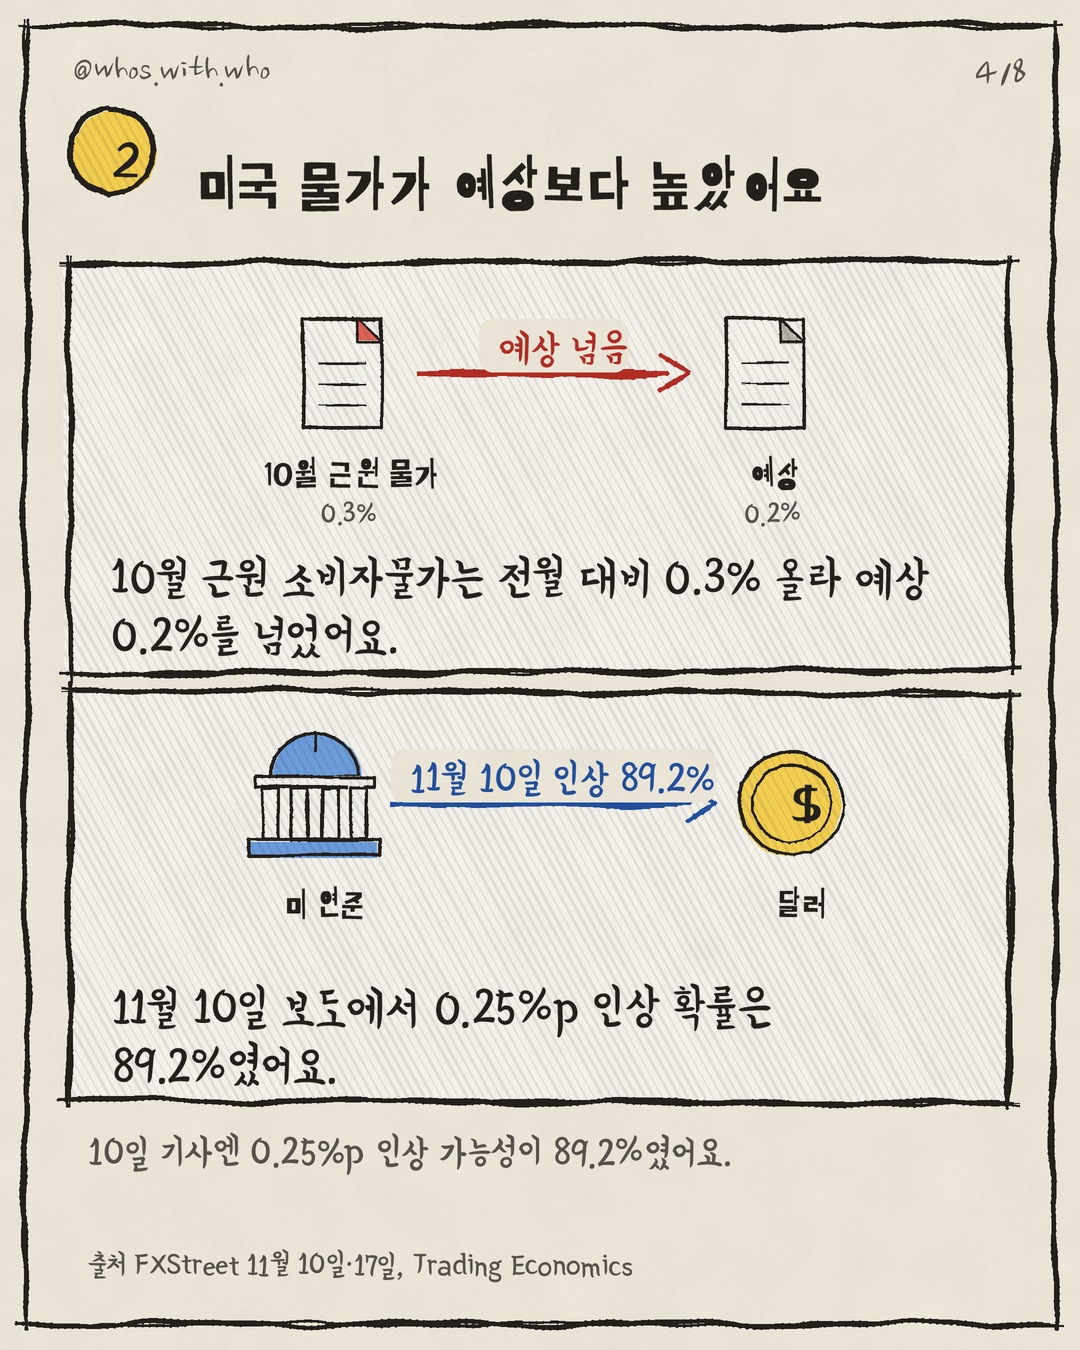 @whos.with.who
4/8
2
미국 물가가 예상보다 높았어요
예상 넘음
10월 근원 물가
0.3%
예상
0.2%
10월 근원 소비자물가는 전월 대비 0.3% 올라 예상
0.2%를 넘었어요.
11월 10일 인상 89.2%
$
미 연준
달러
11월 10일 보도에서 0.25%p 인상 확률은
89.2%였어요.
10일 기사엔 0.25%p 인상 가능성이 89.2%였어요.
출처 FXStreet 11월 10일·17일, Trading Economics